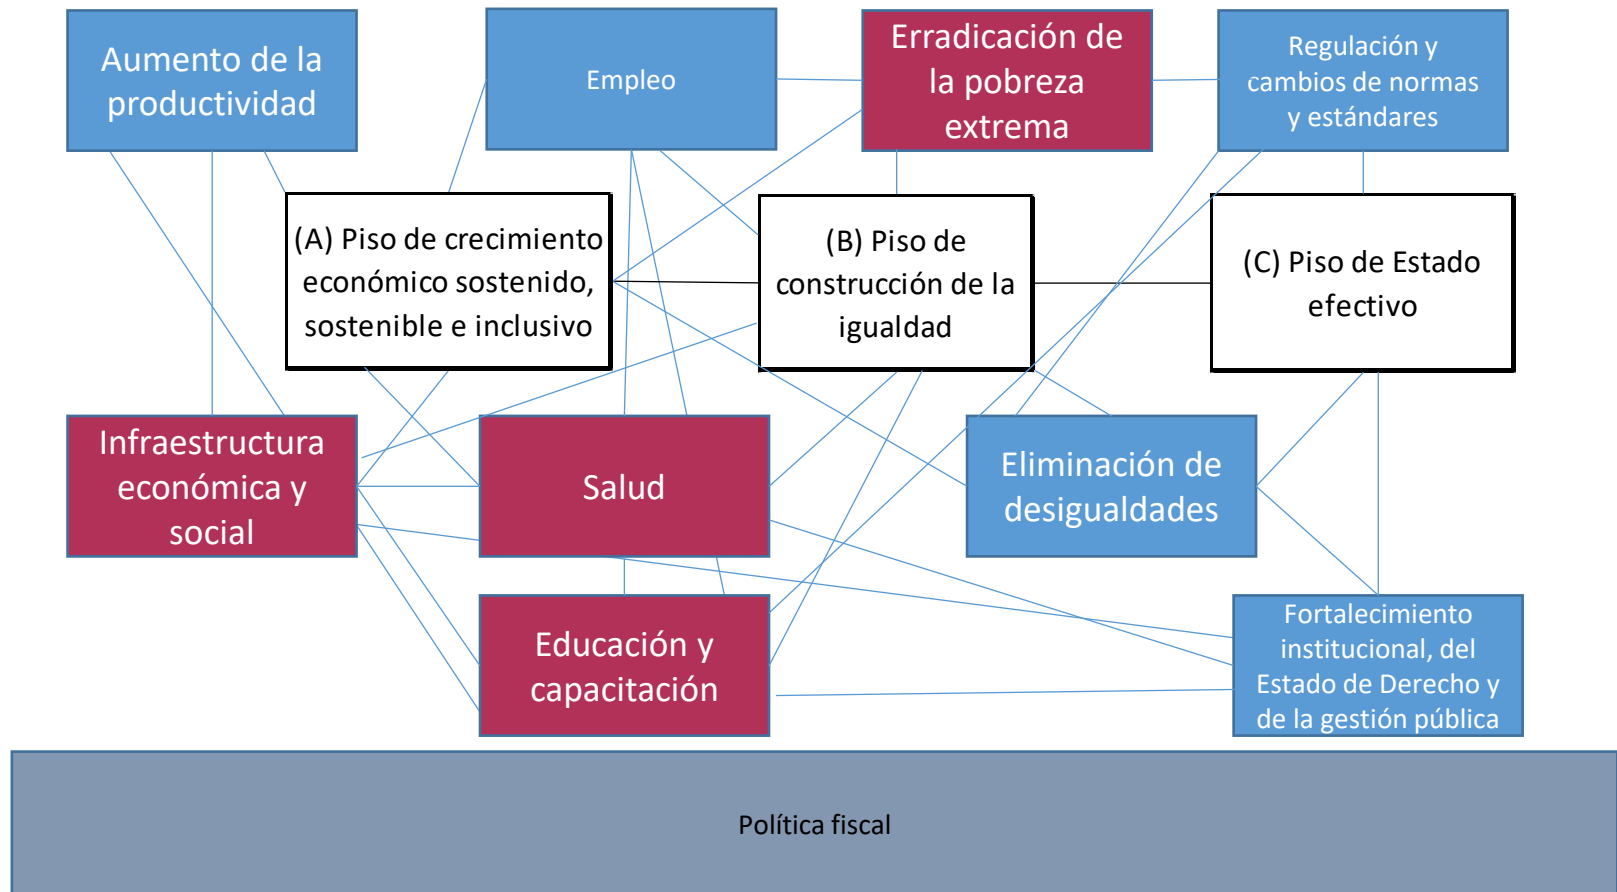 Aumento de la
productividad
Empleo
Erradicación de
la pobreza
extrema
Regulación y
cambios de normas
y estándares
(A) Piso de crecimiento
económico sostenido,
sostenible e inclusivo
(B) Piso de
construcción de la
igualdad
(C) Piso de Estado
efectivo
Infraestructura
económica y
social
Salud
Eliminación de
desigualdades
Educación y
capacitación
Fortalecimiento
institucional, del
Estado de Derecho y
de la gestión pública
Política fiscal